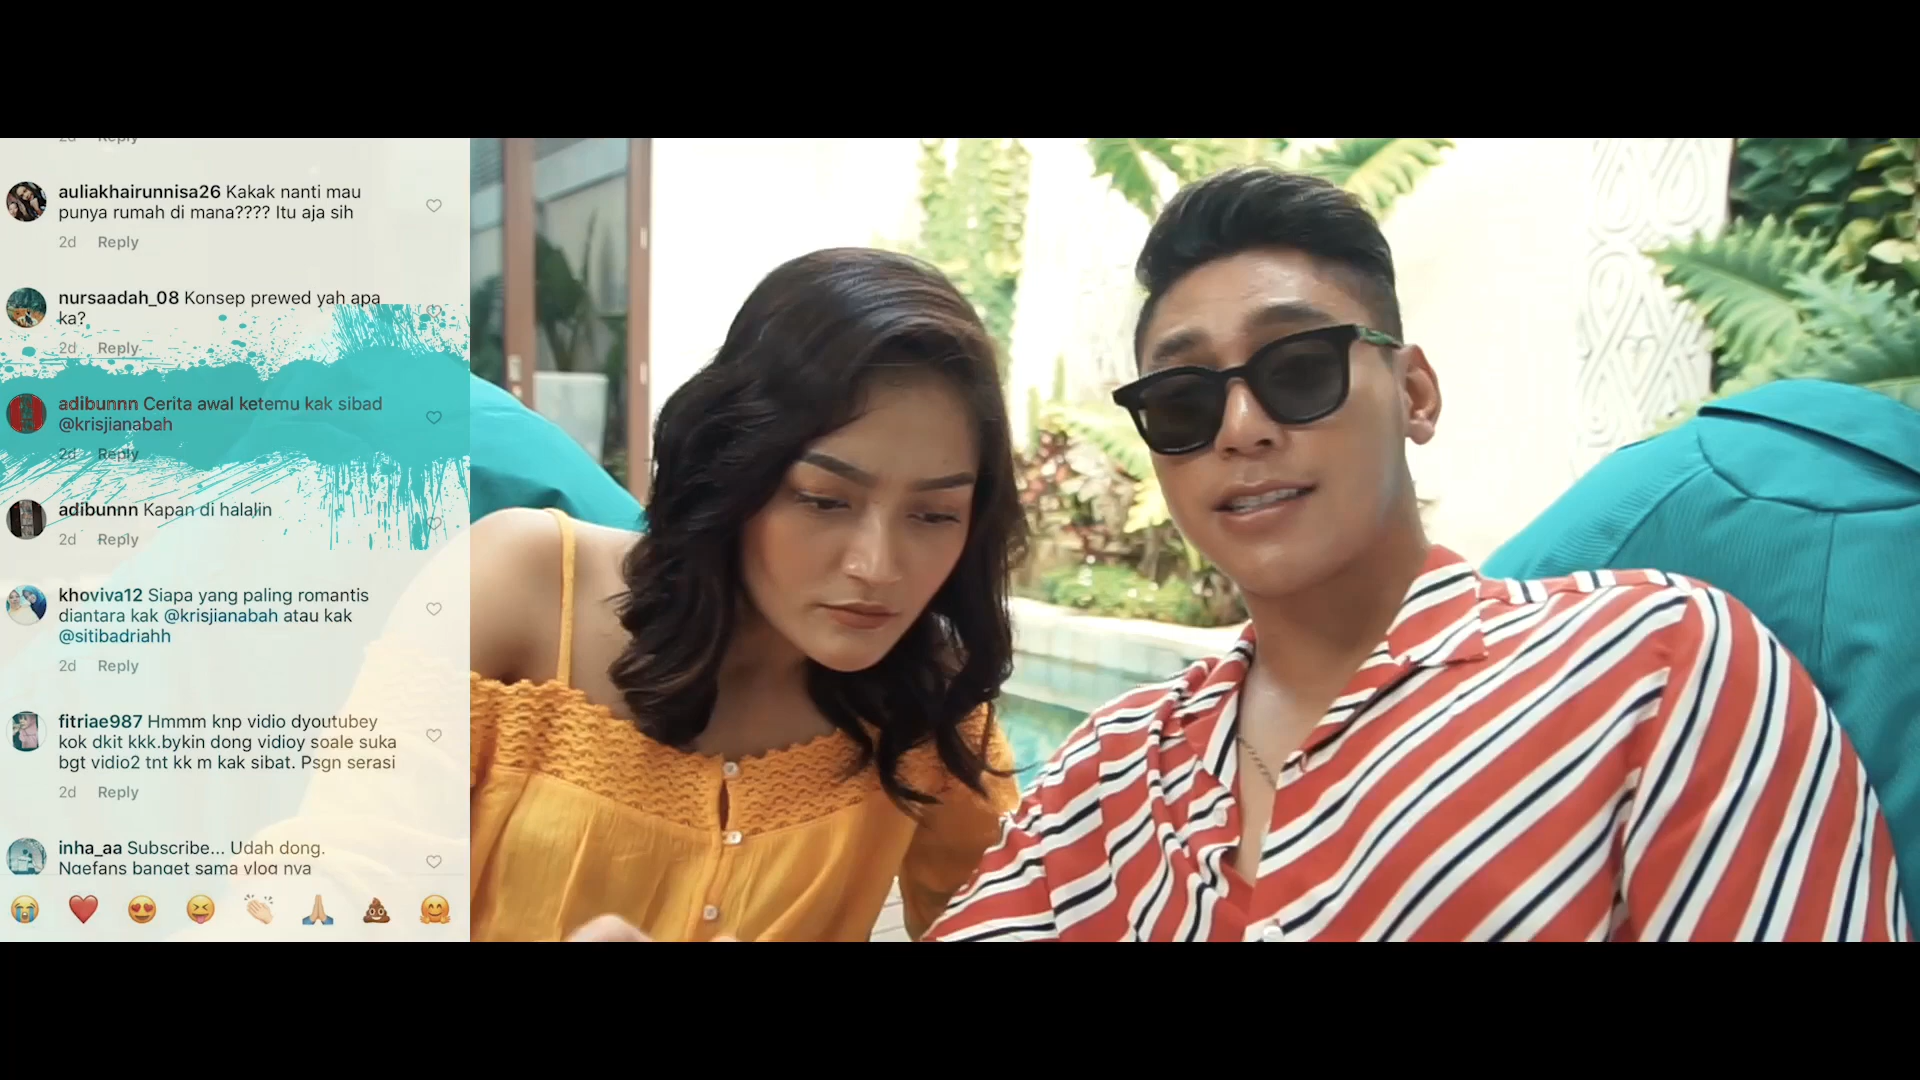 2d Reply
auliakhairunnisa26 Kakak nanti mau
punya rumah di mana???? Itu aja sih
2d Reply
nursaadah_08 Konsep prewed yah apa
ka?
2d Reply
adibunnn Cerita awal ketemu kak sibad
@krisjianabah
2d Reply
adibunnn Kapan di halalin
2d Reply
khoviva12 Siapa yang paling romantis
diantara kak @krisjianabah atau kak
@sitibadriahh
2d Reply
fitriae987 Hmmm knp vidio dyoutubey
kok dkit kkk.bykin dong vidioy soale suka
bgt vidio2 tnt kk m kak sibat. Psgn serasi
2d Reply
inha_aa Subscribe... Udah dong.
Ngefans banget sama vlog nya